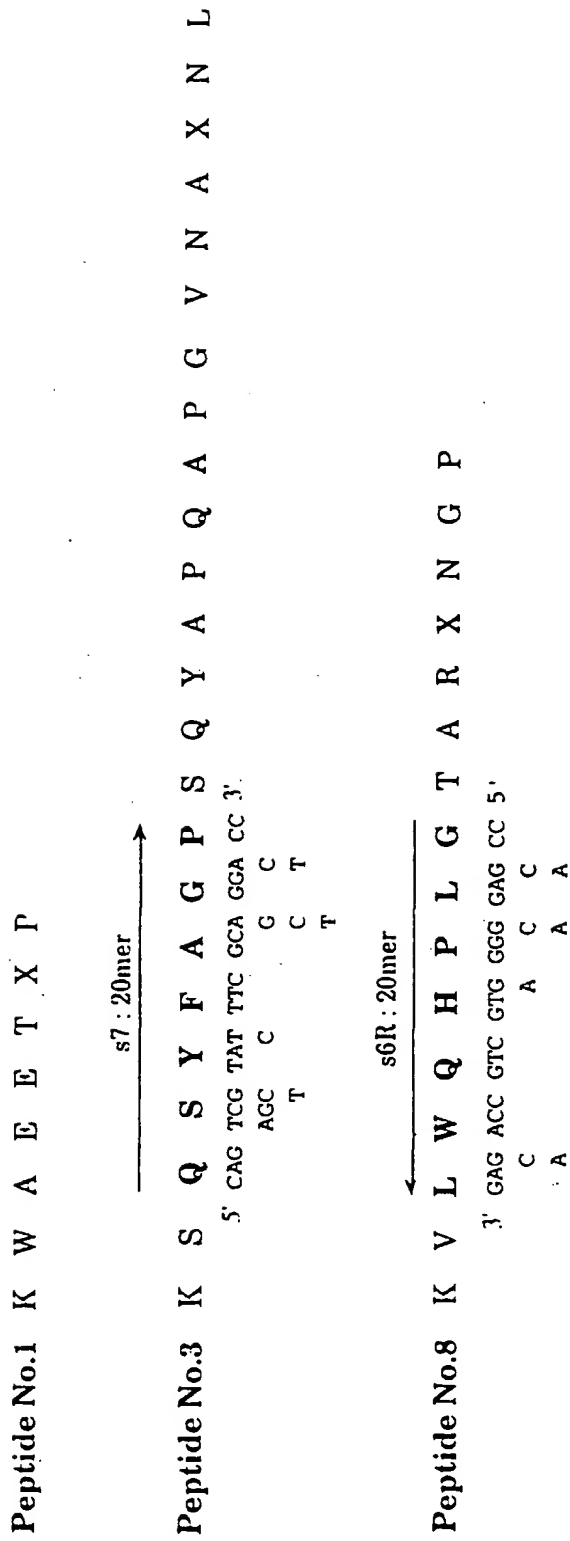 Peptide No.1 K W A E E T X P
s7 : 20mer
Peptide No.3 K S Q S Y F A G P S Q Y A P Q A P G V N A X N L
5' CAG TCG TAT TTC GCA GGA CC 3'
AGC C G C
T C T
T
s6R : 20mer
Peptide No.8 K V L W Q H P L G T A R X N G P
3' GAG ACC GTC GTG GGG GAG CC 5'
C A C C
A A A